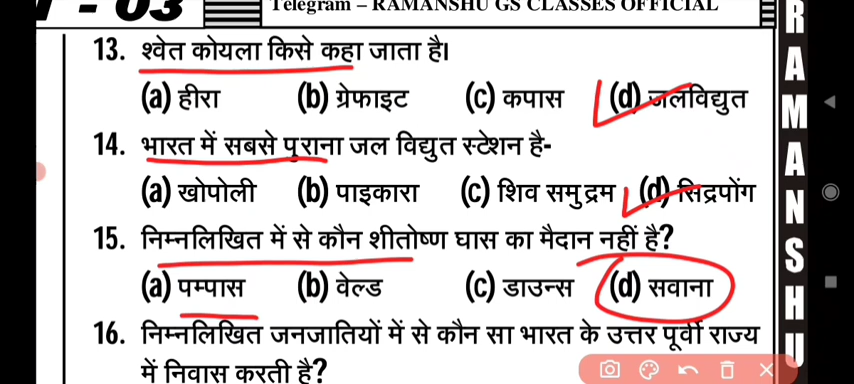 - 03
Telegram – RAMANSHU GS CLASSES OFFICIAL
13. श्वेत कोयला किसे कहा जाता है।
(a) हीरा (b) ग्रेफाइट (c) कपास (d) जलविद्युत
14. भारत में सबसे पुराना जल विद्युत स्टेशन है-
(a) खोपोली (b) पाइकारा (c) शिव समुद्रम (d) सिद्रपोंग
15. निम्नलिखित में से कौन शीतोष्ण घास का मैदान नहीं है?
(a) पम्पास (b) वेल्ड (c) डाउन्स (d) सवाना
16. निम्नलिखित जनजातियों में से कौन सा भारत के उत्तर पूर्वी राज्य
में निवास करती है?
RAMANSHU